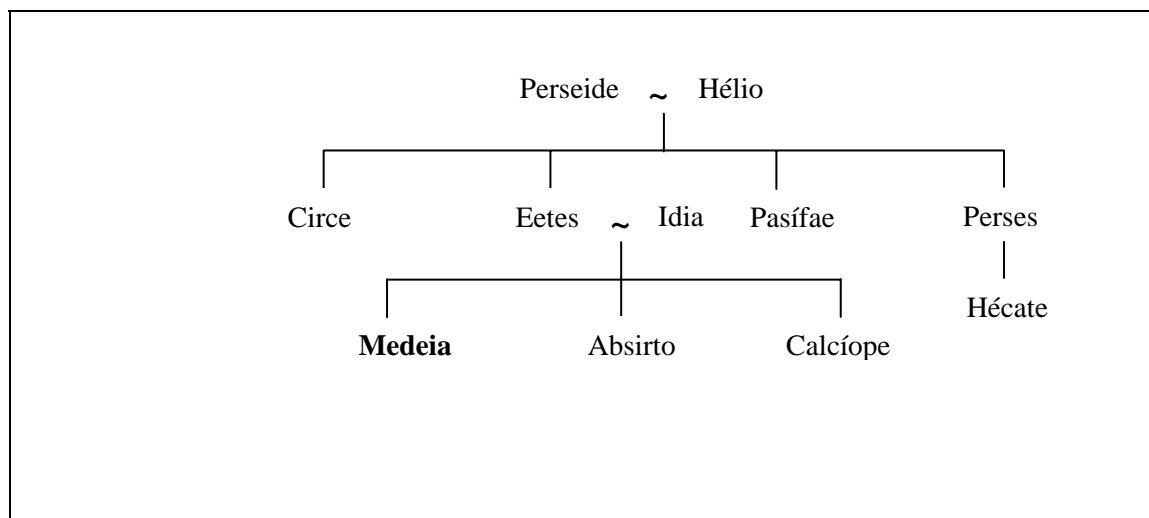 Perseide ~ Hélio
Circe Eetes ~ Idia Pasífae Perses
Hécate
Medeia Absirto Calcíope